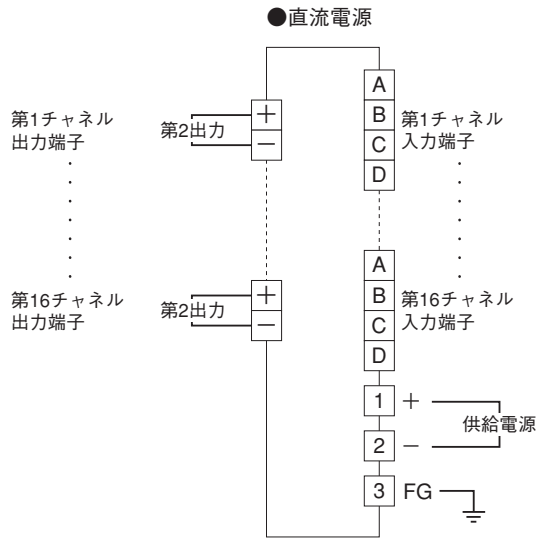 ●直流電源
第1チャネル
出力端子
第2出力
+
−
A
B
C
D
第1チャネル
入力端子
第16チャネル
出力端子
第2出力
+
−
A
B
C
D
第16チャネル
入力端子
1 +
2 −
供給電源
3 FG